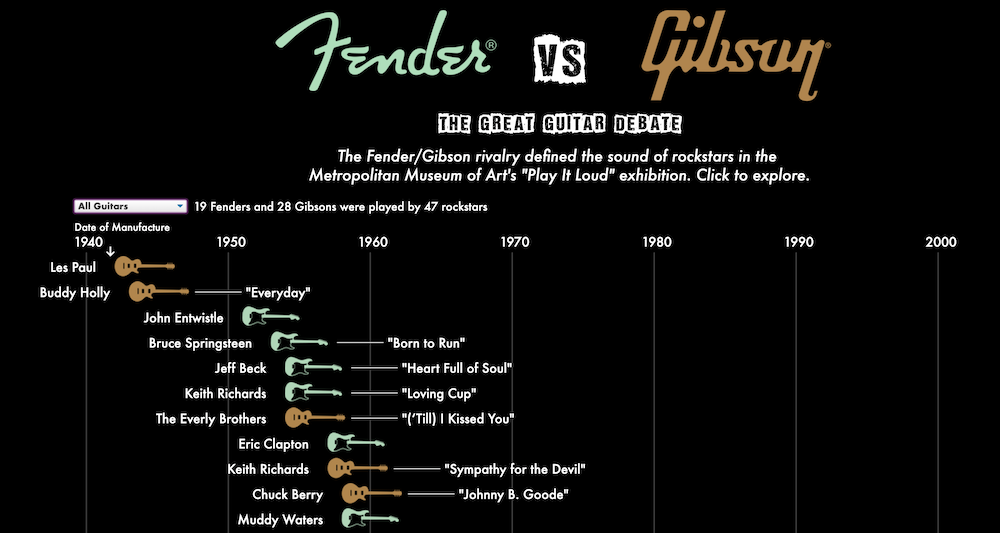 Fender® VS Gibson®
THE GREAT GUITAR DEBATE
The Fender/Gibson rivalry defined the sound of rockstars in the
Metropolitan Museum of Art's "Play It Loud" exhibition. Click to explore.
All Guitars 19 Fenders and 28 Gibsons were played by 47 rockstars
Date of Manufacture
1940 1950 1960 1970 1980 1990 2000
Les Paul
Buddy Holly "Everyday"
John Entwistle
Bruce Springsteen "Born to Run"
Jeff Beck "Heart Full of Soul"
Keith Richards "Loving Cup"
The Everly Brothers "(‘Till) I Kissed You"
Eric Clapton
Keith Richards "Sympathy for the Devil"
Chuck Berry "Johnny B. Goode"
Muddy Waters